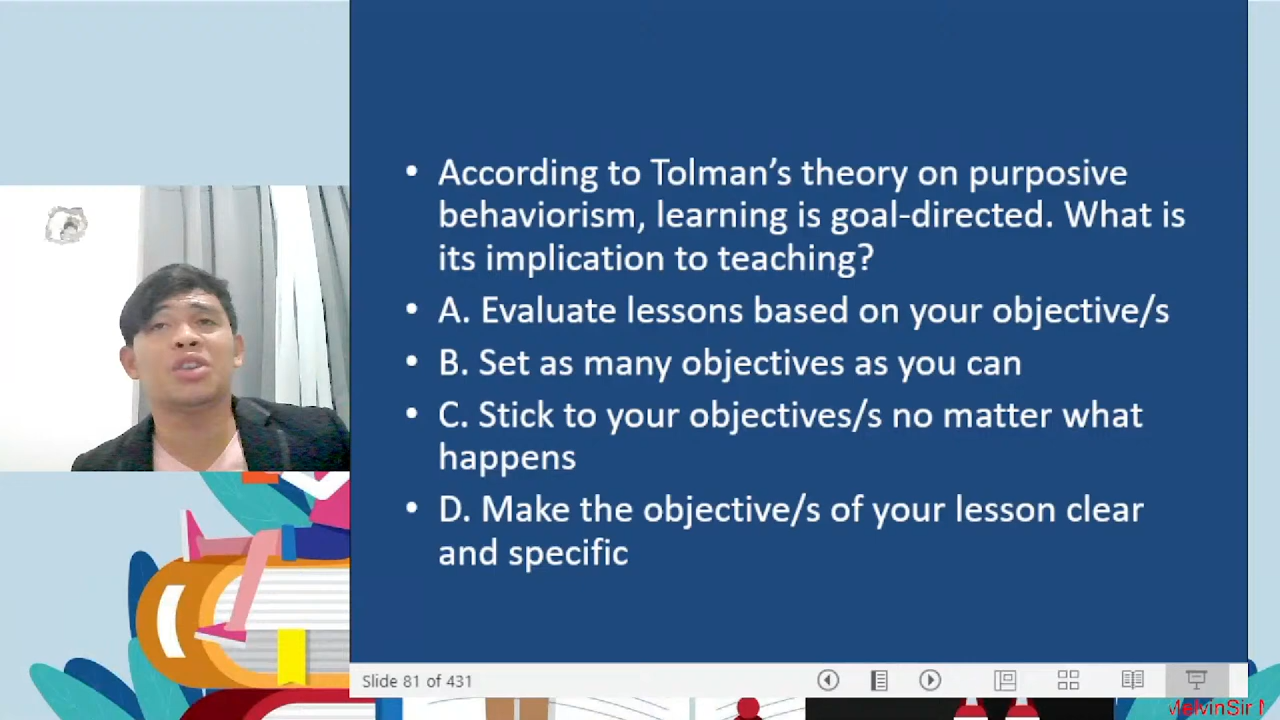 • According to Tolman's theory on purposive
behaviorism, learning is goal-directed. What is
its implication to teaching?
• A. Evaluate lessons based on your objective/s
• B. Set as many objectives as you can
• C. Stick to your objectives/s no matter what
happens
• D. Make the objective/s of your lesson clear
and specific
Slide 81 of 431
MelvinSir M